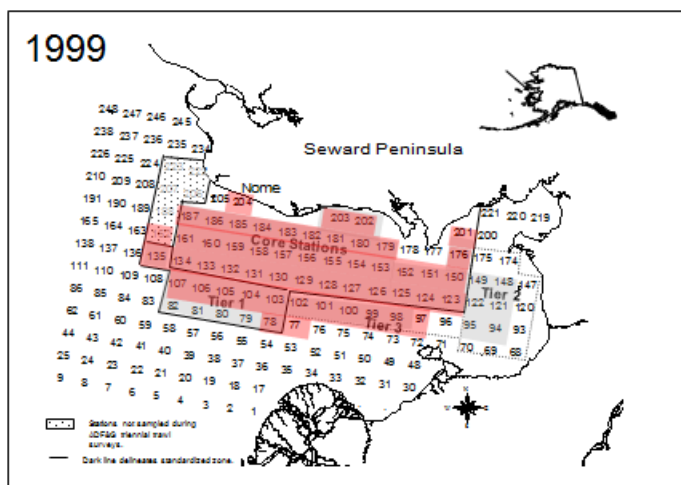 1999
Seward Peninsula
Nome
248 247 246 245
238 237 236 235 234
226 225 224
221 220 219
210 209 208 205 204 203 202 201 200
191 190 189 187 186 185 184 183 182 181 180 179 178 177 176 175 174
Core Stations
165 164 163 161 160 159 158 157 156 155 154 153 152 151 150 149 148 147
138 137 136 135 134 133 132 131 130 129 128 127 126 125 124 123 122 121 120
Tier 2
111 110 109 108 107 106 105 104 103 102 101 100 99 98 97 96 95 94 93
Tier 1
Tier 3
86 85 84 83 82 81 80 79 78 77 76 75 74 73 72 71 70 69 68
62 61 60 59 58 57 56 55 54 53 52 51 50 49 48
44 43 42 41 40 39 38 37 36 35 34 33 32 31 30
25 24 23 22 21 20 19 18 17
9 8 7 6 5 4 3 2 1
Stations not sampled during
ADF&G triennial trawl
surveys.
Dark line delineates standardized zone.